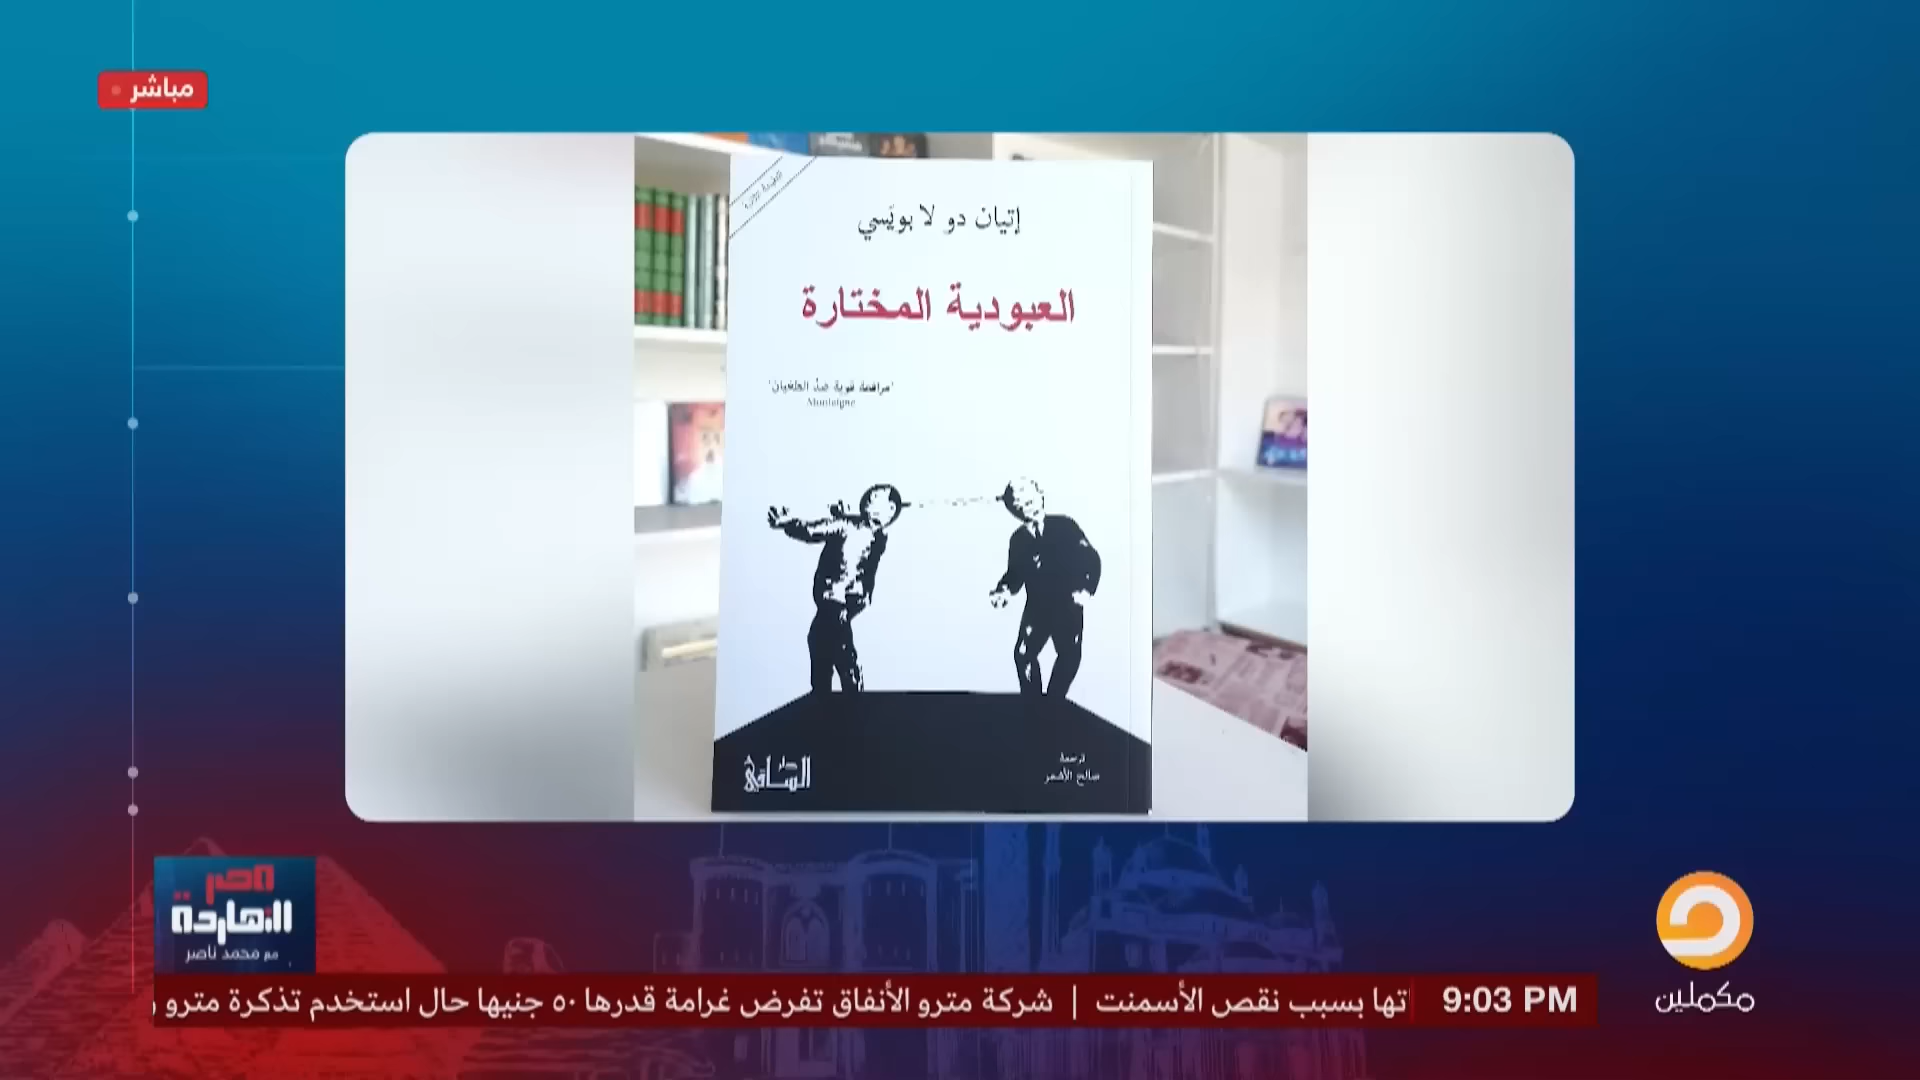 مباشر
إتيان دو لا بويّسي
العبودية المختارة
"مرافعة قوية ضدّ الطغيان"
Montaigne
دار
الساقي
ترجمة
صالح الأشمر
مصر
النهاردة
مع محمد ناصر
تها بسبب نقص الأسمنت | شركة مترو الأنفاق تفرض غرامة قدرها ٥٠ جنيها حال استخدم تذكرة مترو
9:03 PM
مكملين